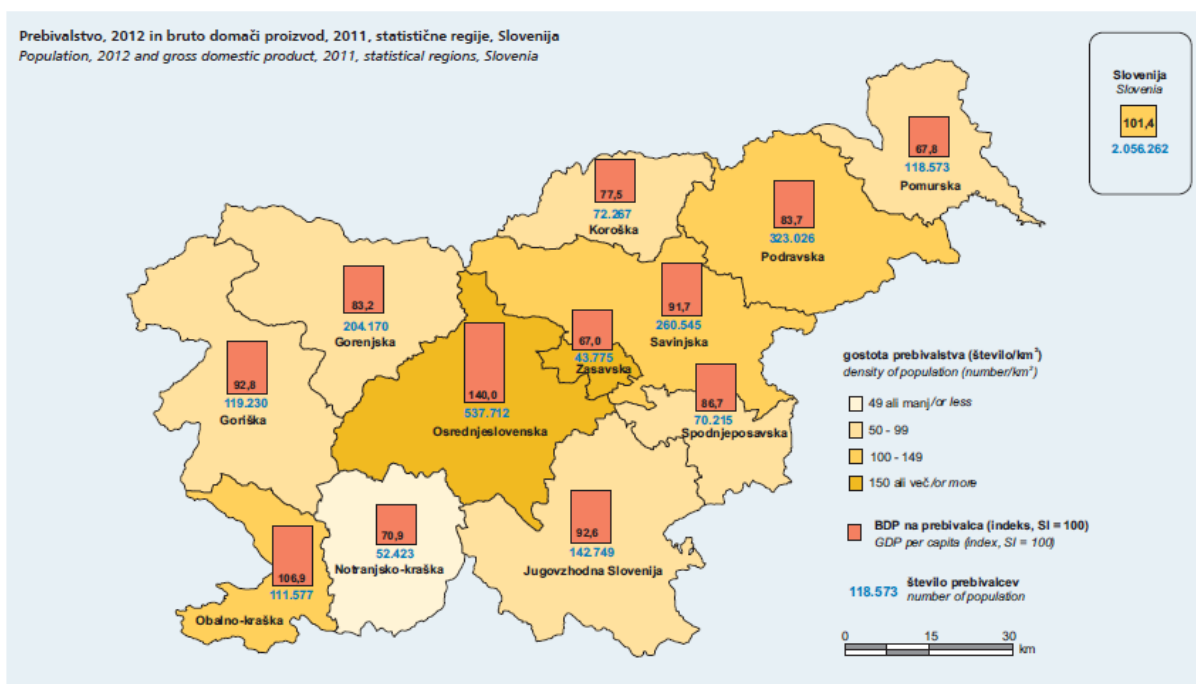 Prebivalstvo, 2012 in bruto domači proizvod, 2011, statistične regije, Slovenija
Population, 2012 and gross domestic product, 2011, statistical regions, Slovenia
Slovenija
Slovenia
101,4
2.056.262
67,8
118.573
Pomurska
77,5
72.267
Koroška
83,7
323.026
Podravska
83,2
204.170
Gorenjska
91,7
260.545
Savinjska
67,0
43.775
Zasavska
92,8
119.230
Goriška
140,0
537.712
Osrednjeslovenska
86,7
70.215
Spodnjeposavska
70,9
52.423
Notranjsko-kraška
92,6
142.749
Jugovzhodna Slovenija
106,9
111.577
Obalno-kraška
gostota prebivalstva (število/km²)
density of population (number/km²)
49 ali manj/or less
50 - 99
100 - 149
150 ali več/or more
BDP na prebivalca (indeks, SI = 100)
GDP per capita (index, SI = 100)
118.573 število prebivalcev
number of population
0 15 30
km